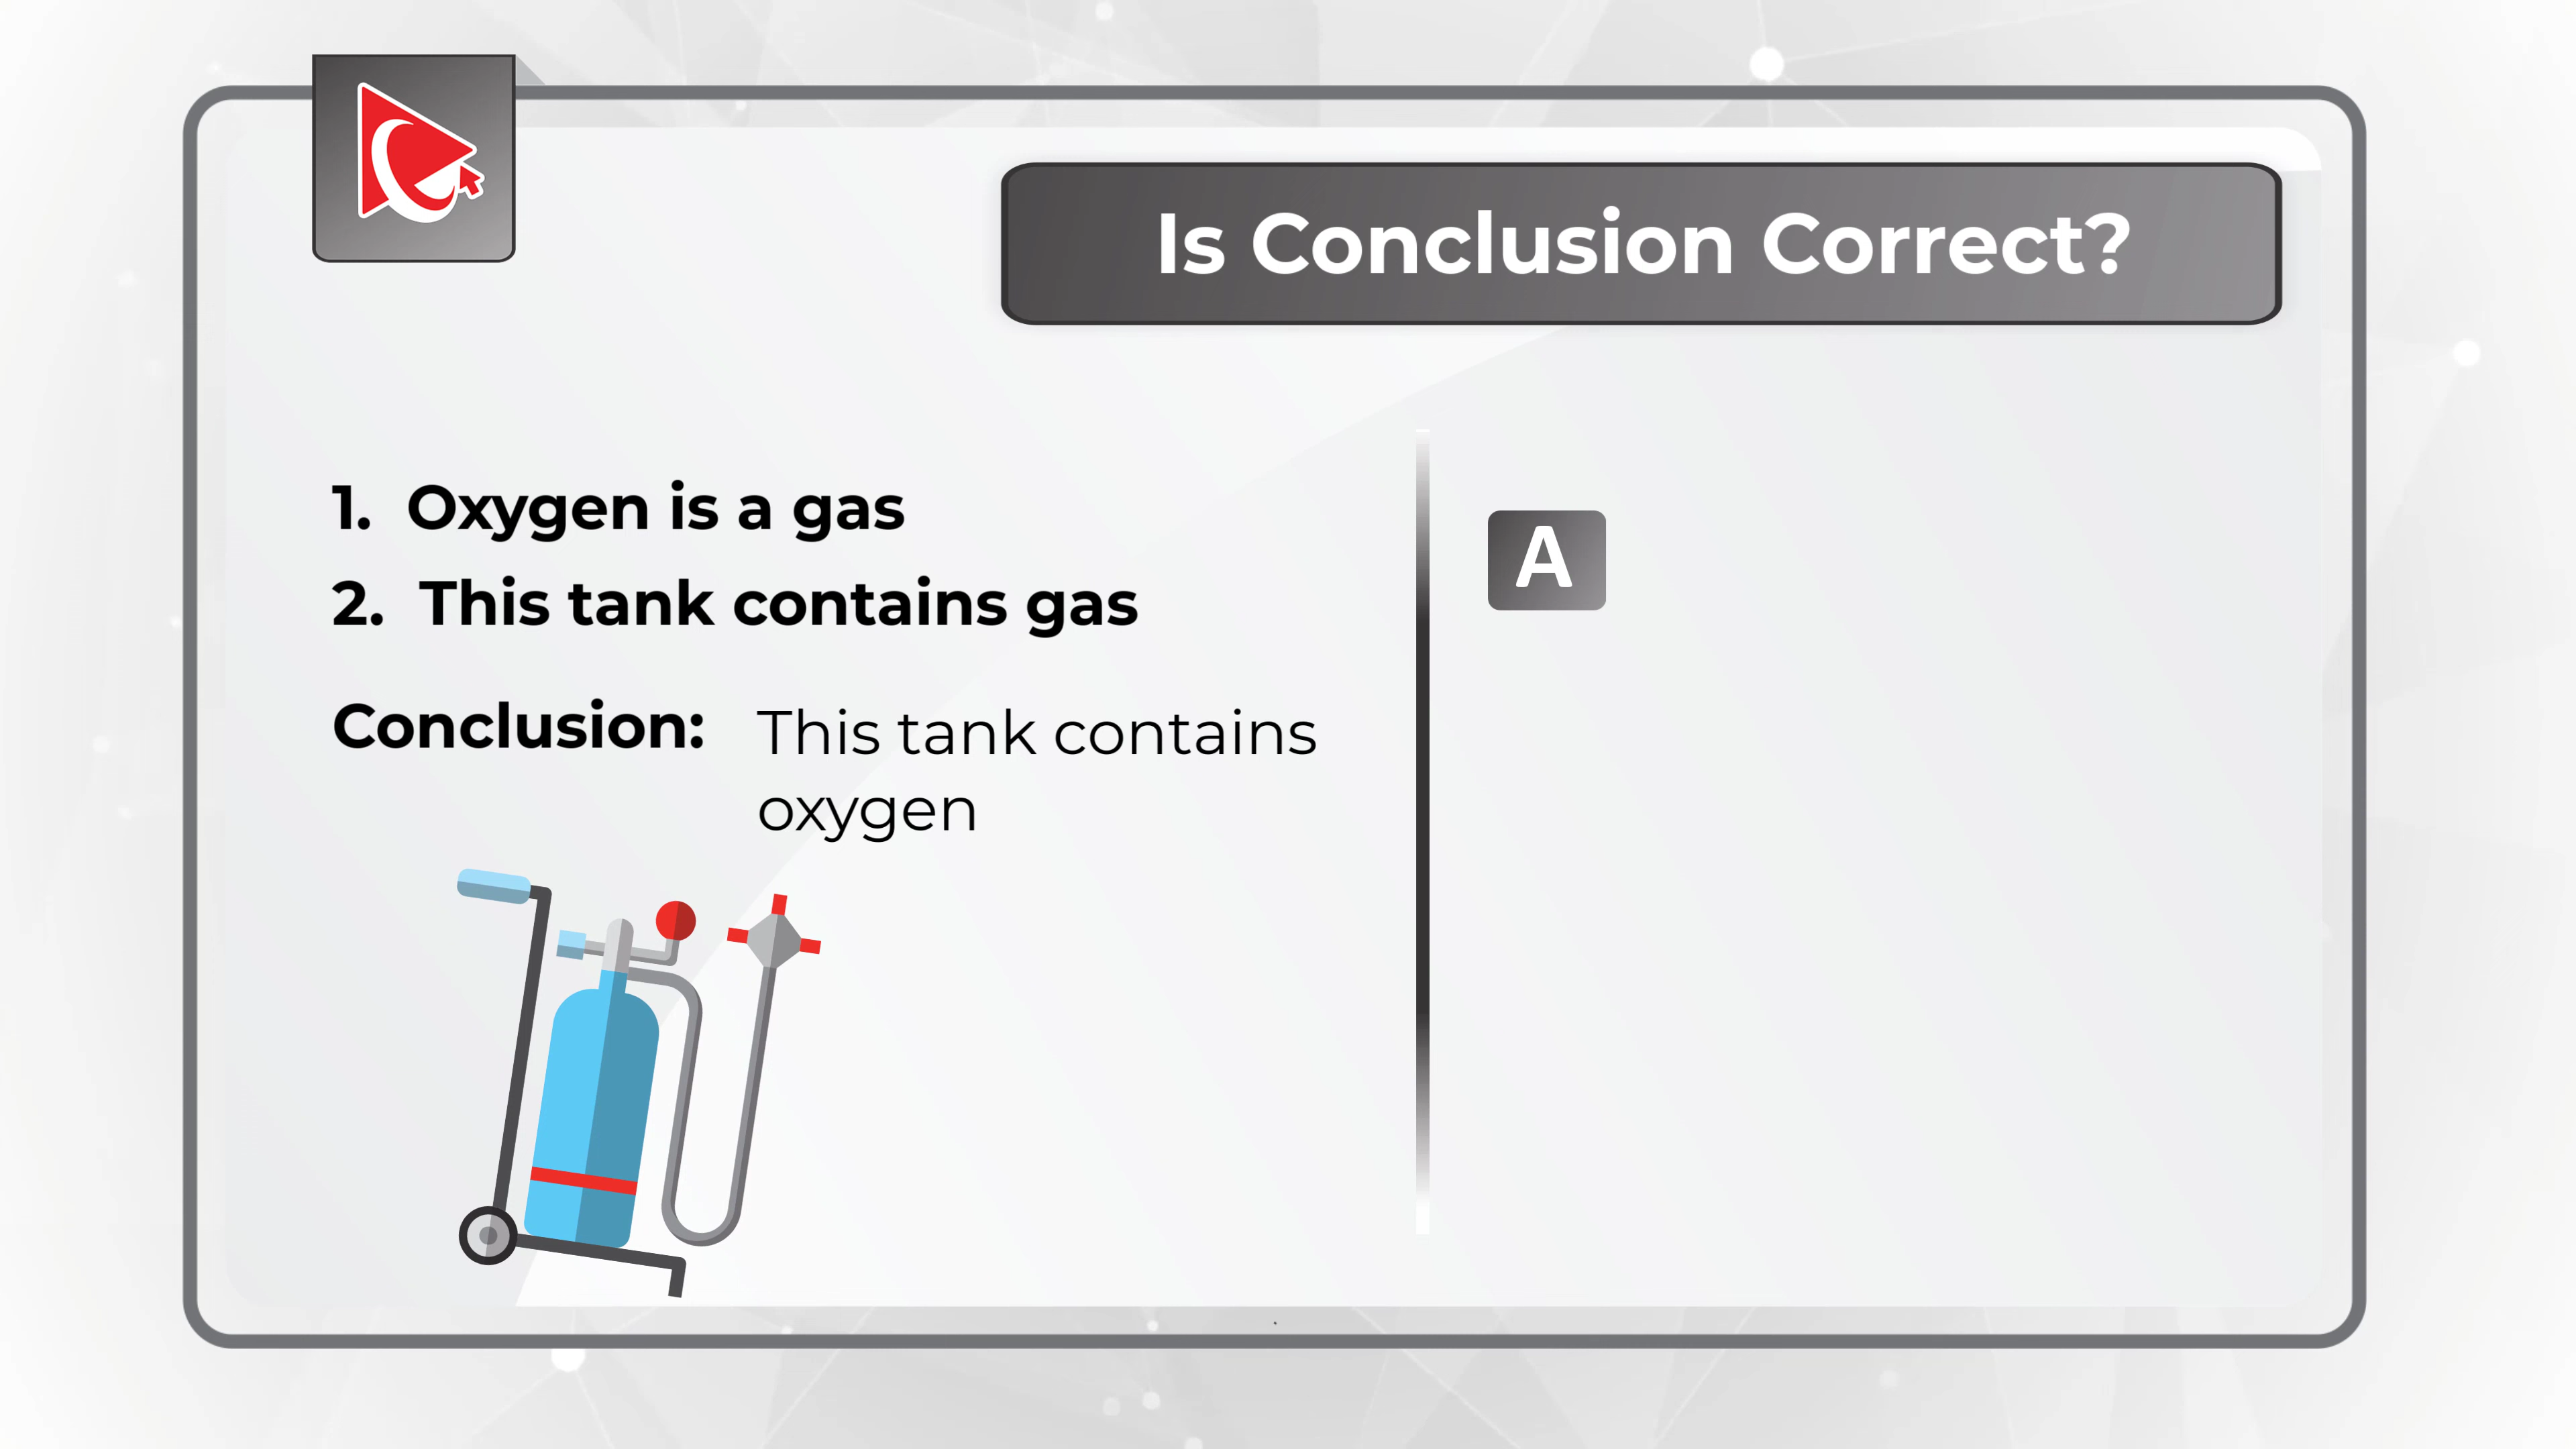 Is Conclusion Correct?
1. Oxygen is a gas
2. This tank contains gas
Conclusion: This tank contains
oxygen
A